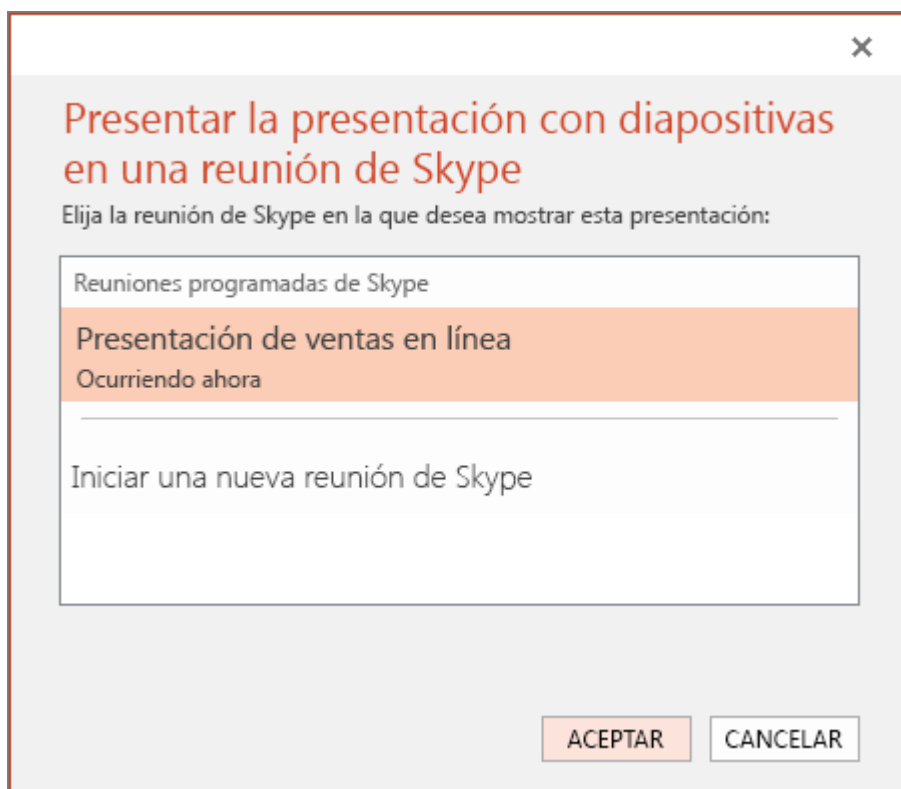 Presentar la presentación con diapositivas
en una reunión de Skype
Elija la reunión de Skype en la que desea mostrar esta presentación:
Reuniones programadas de Skype
Presentación de ventas en línea
Ocurriendo ahora
Iniciar una nueva reunión de Skype
ACEPTAR CANCELAR